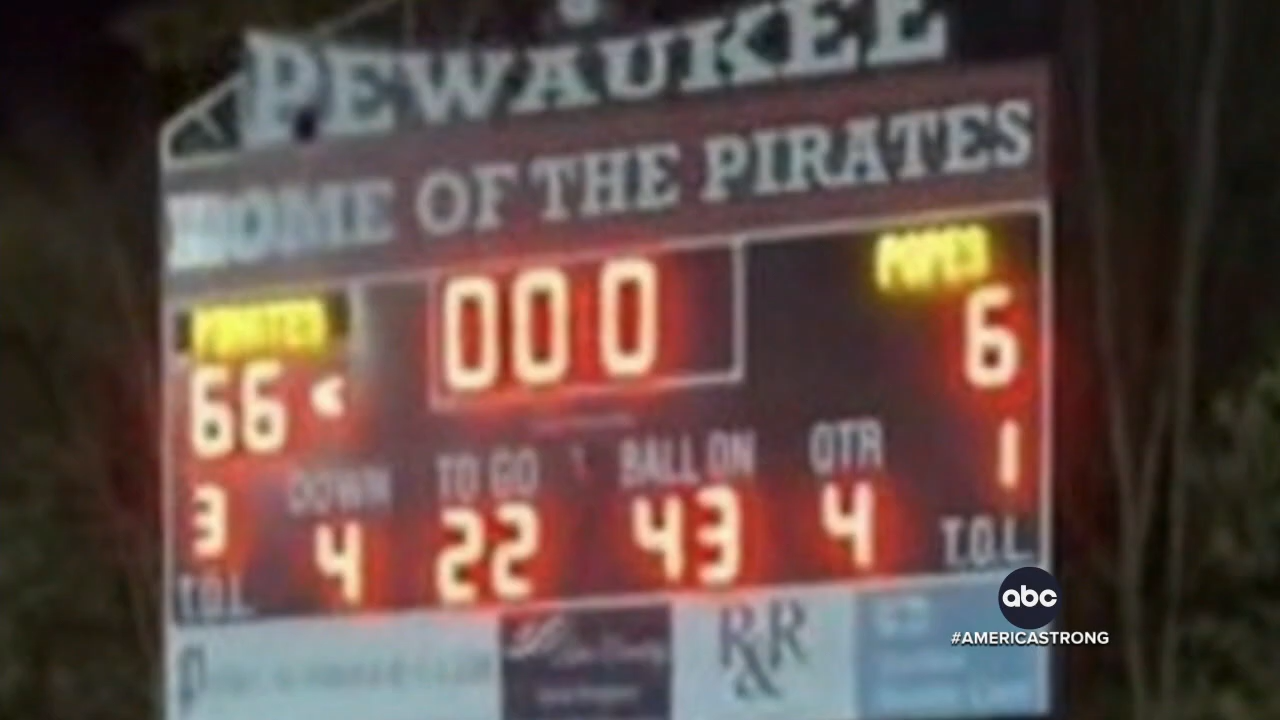 PEWAUKEE
HOME OF THE PIRATES
PIRATES 000 POPES
66 < 6
DOWN TO GO BALL ON QTR 1
3 4 22 43 4
T.O.L. T.O.L.
R&R
abc
#AMERICASTRONG